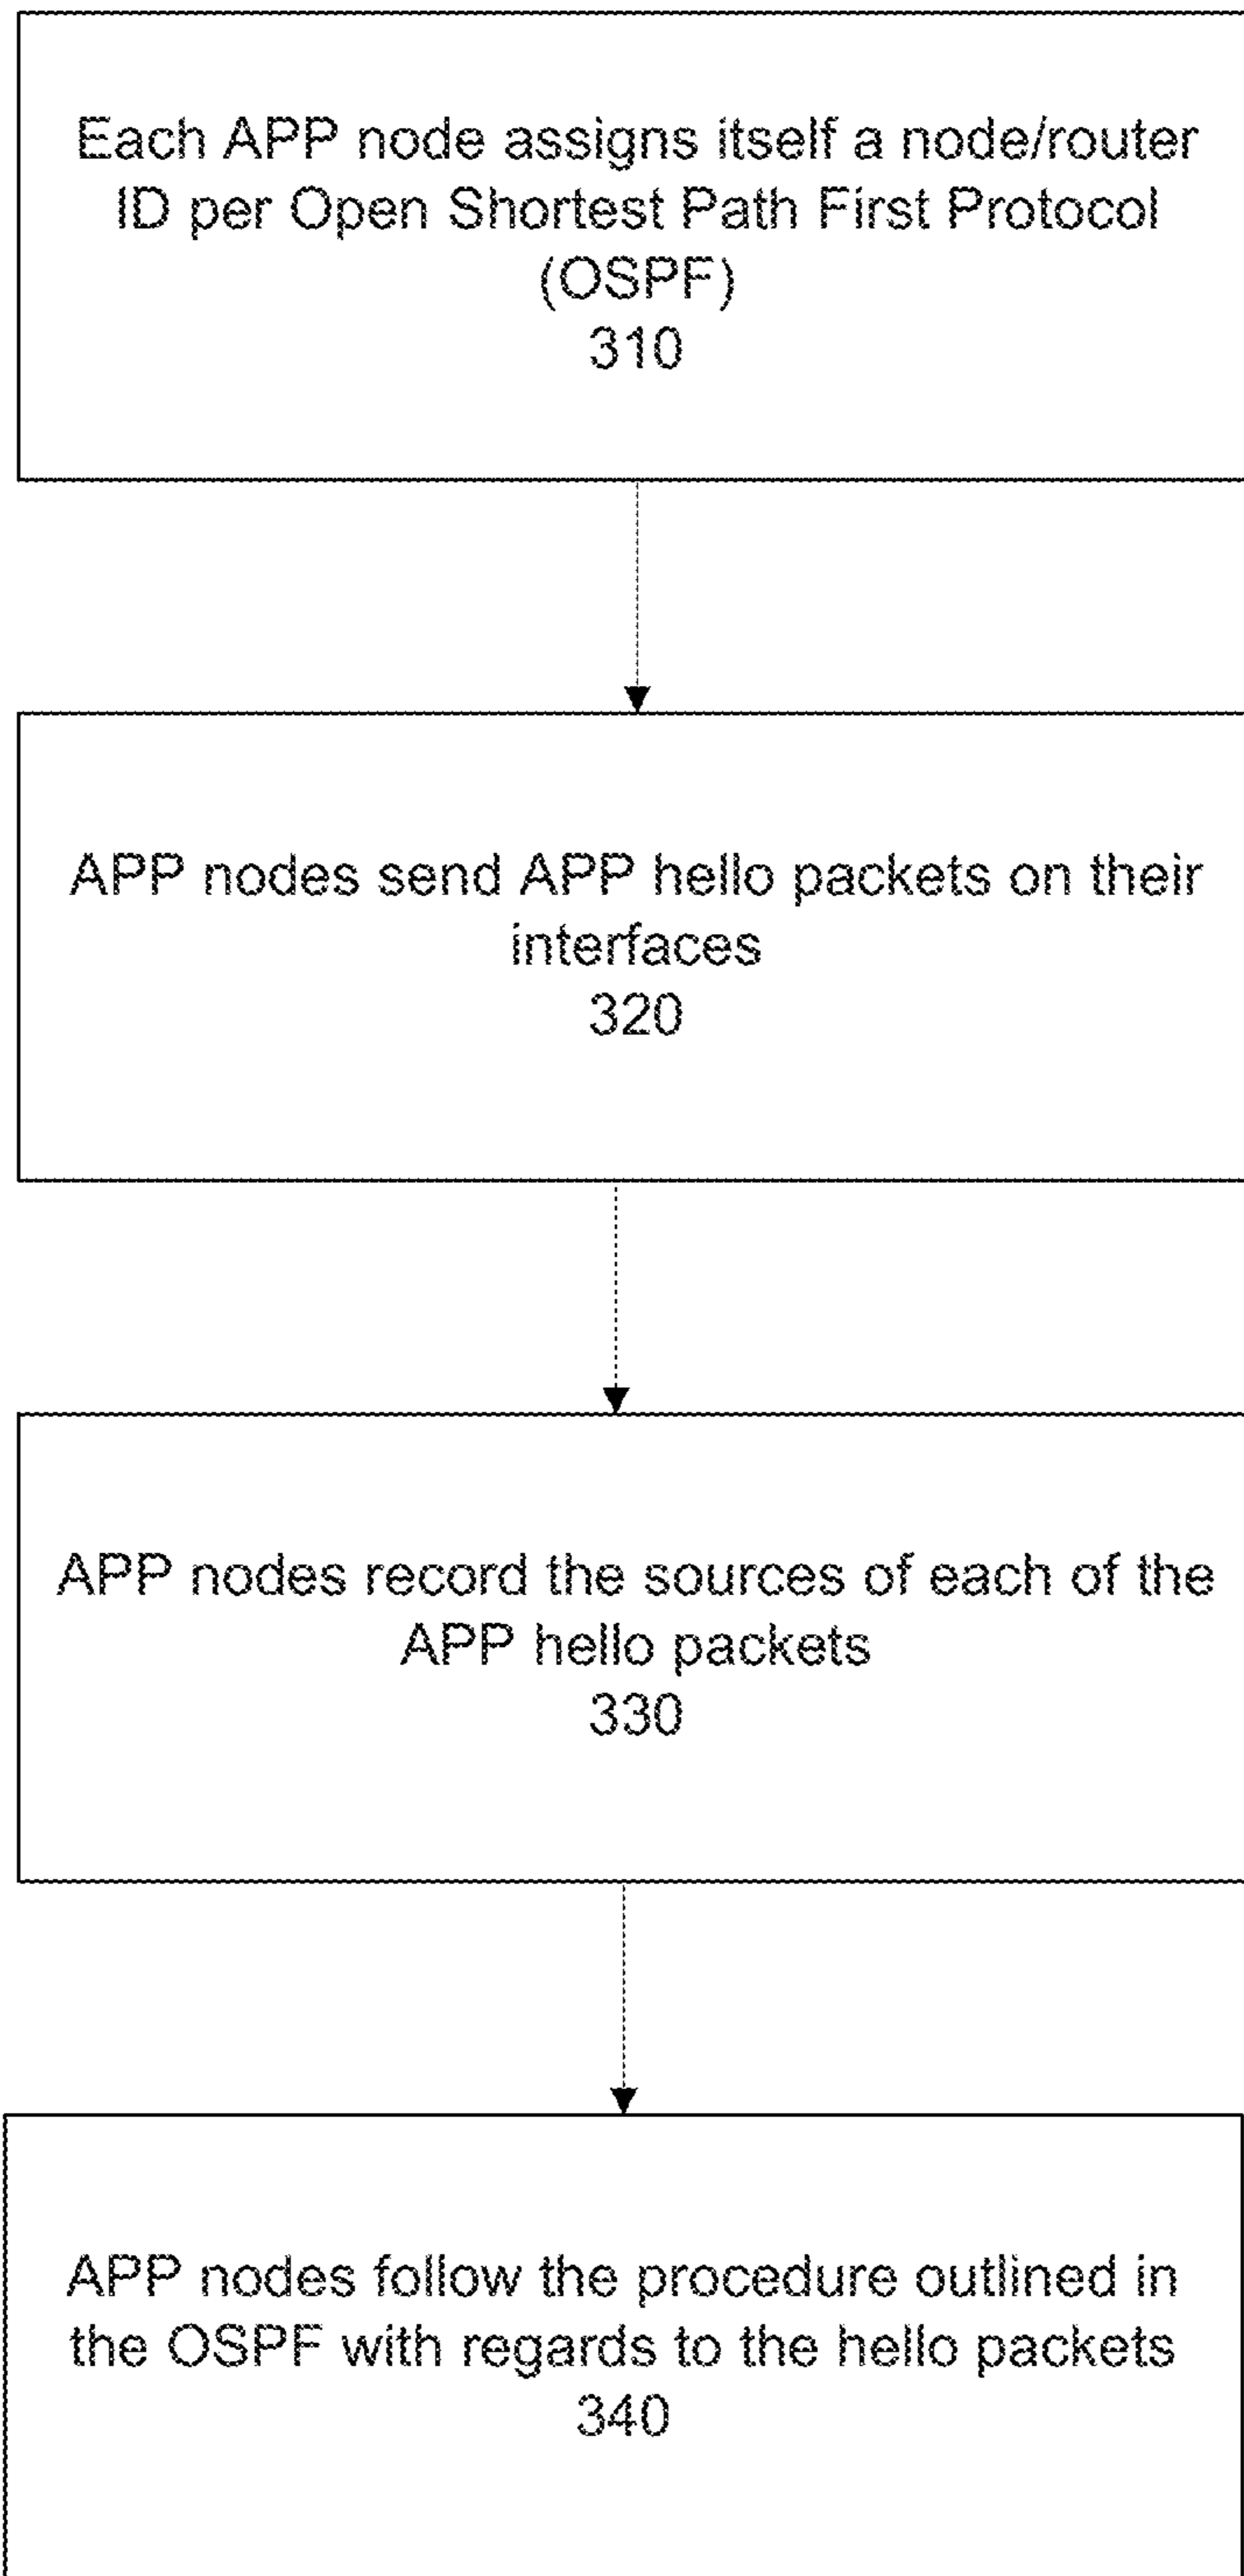 Each APP node assigns itself a node/router
ID per Open Shortest Path First Protocol
(OSPF)
310
APP nodes send APP hello packets on their
interfaces
320
APP nodes record the sources of each of the
APP hello packets
330
APP nodes follow the procedure outlined in
the OSPF with regards to the hello packets
340